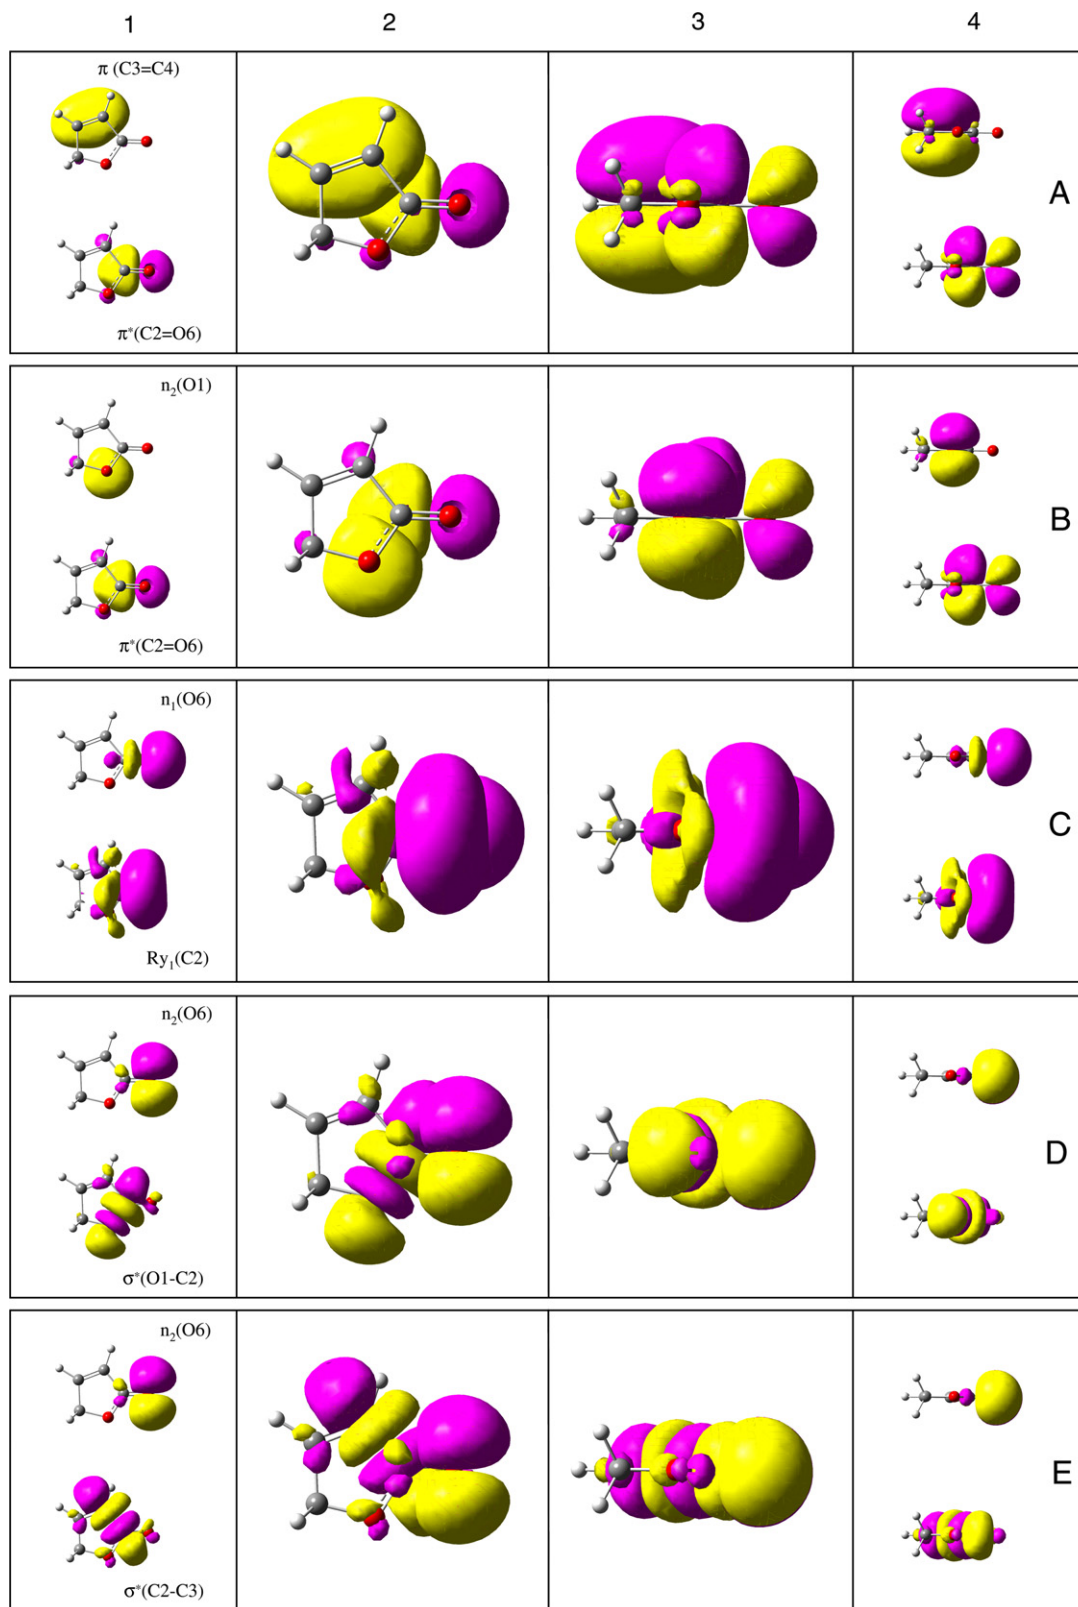 1 2 3 4
π (C3=C4)
A
π*(C2=O6)
n₂(O1)
B
π*(C2=O6)
n₁(O6)
C
Ry₁(C2)
n₂(O6)
D
σ*(O1-C2)
n₂(O6)
E
σ*(C2-C3)